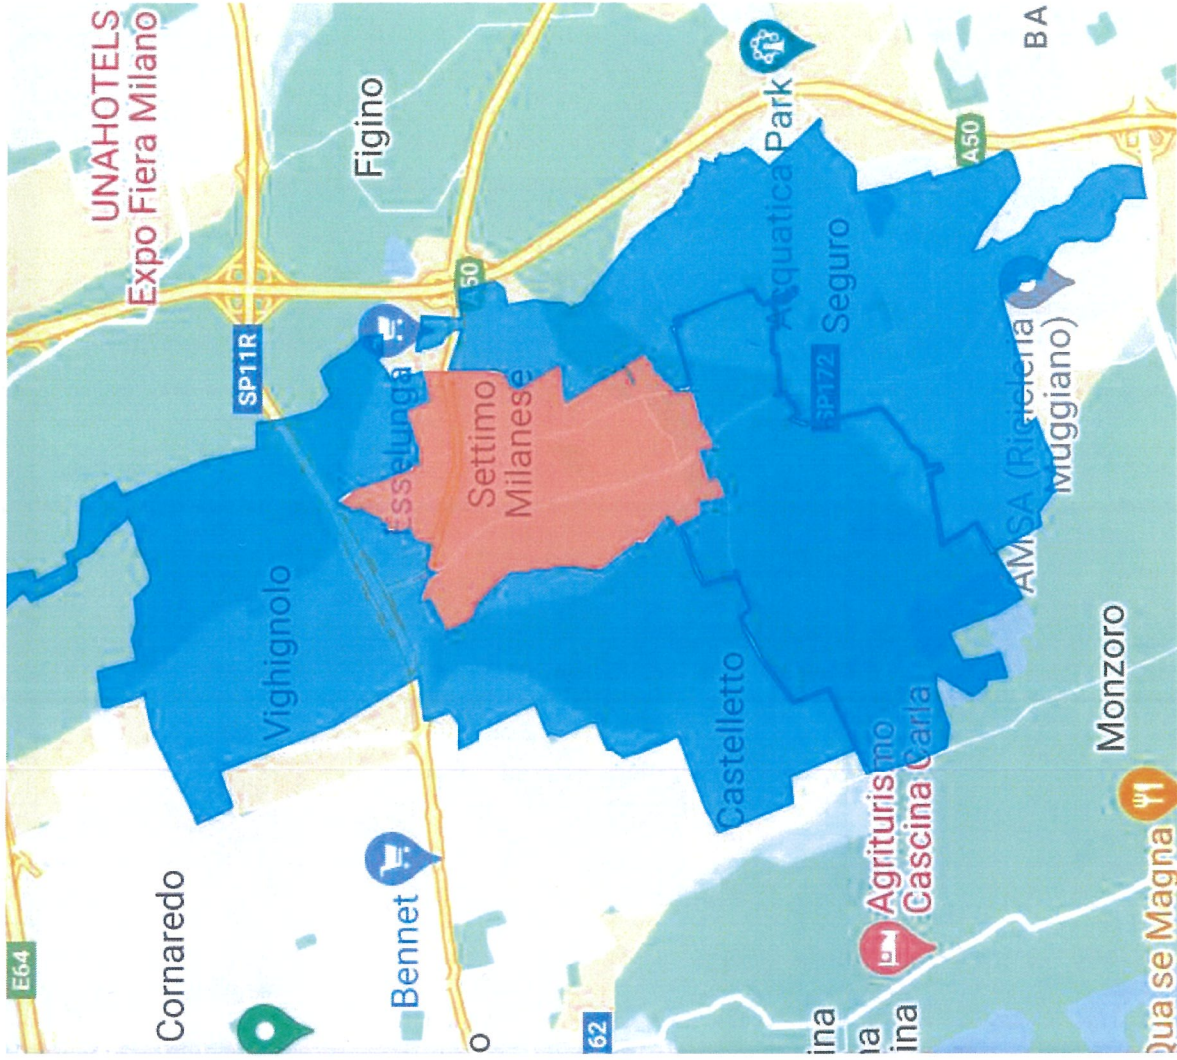 E64
UNAHOTELS
Expo Fiera Milano
Cornaredo
SP11R
Vighignolo
Figino
Bennet
Esselunga
o
Settimo
Milanese
A50
62
Castelletto
Acquatica Park
SP172
Seguro
ina
na
ina
Agriturismo
Cascina Carla
A50
AMSA (Ricicleria
Muggiano)
BA
Monzoro
Qua se Magna